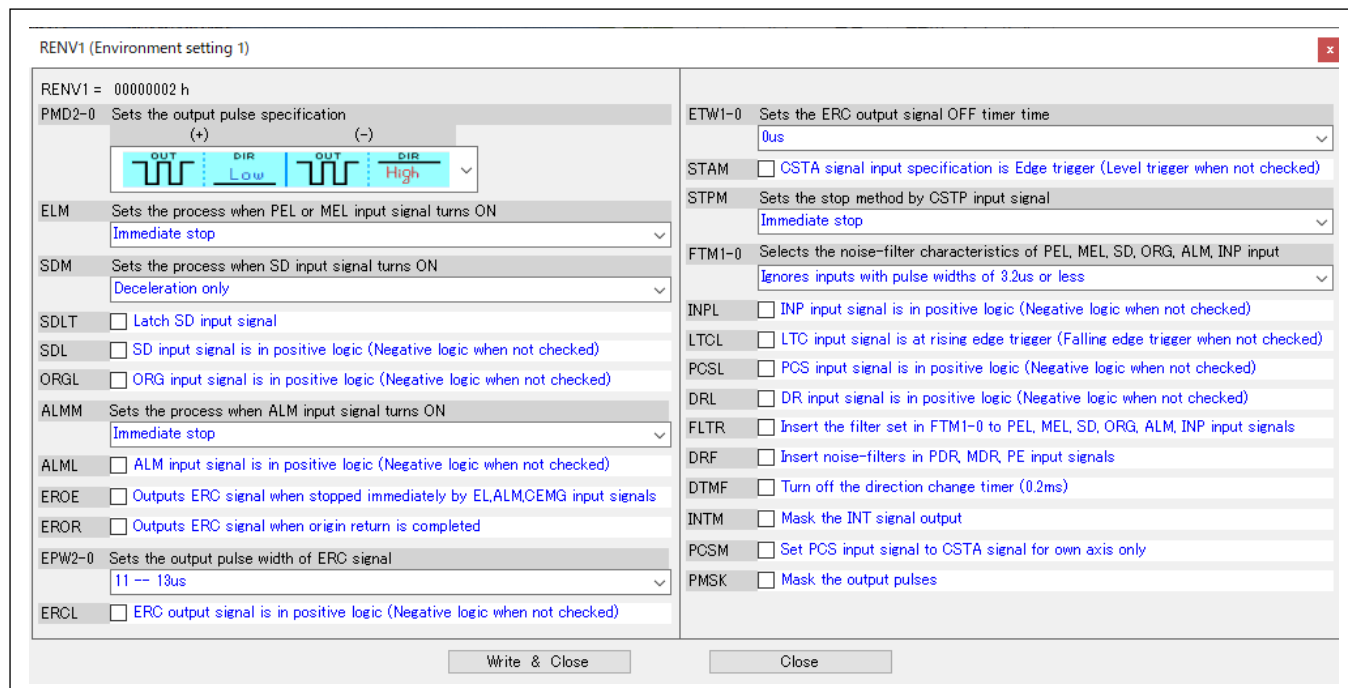 RENV1 (Environment setting 1)
x
RENV1 = 00000002 h
PMD2-0 Sets the output pulse specification
(+) (-)
OUT DIR Low OUT DIR High
ELM Sets the process when PEL or MEL input signal turns ON
Immediate stop
SDM Sets the process when SD input signal turns ON
Deceleration only
SDLT Latch SD input signal
SDL SD input signal is in positive logic (Negative logic when not checked)
ORGL ORG input signal is in positive logic (Negative logic when not checked)
ALMM Sets the process when ALM input signal turns ON
Immediate stop
ALML ALM input signal is in positive logic (Negative logic when not checked)
EROE Outputs ERC signal when stopped immediately by EL,ALM,CEMG input signals
EROR Outputs ERC signal when origin return is completed
EPW2-0 Sets the output pulse width of ERC signal
11 -- 13us
ERCL ERC output signal is in positive logic (Negative logic when not checked)
ETW1-0 Sets the ERC output signal OFF timer time
0us
STAM CSTA signal input specification is Edge trigger (Level trigger when not checked)
STPM Sets the stop method by CSTP input signal
Immediate stop
FTM1-0 Selects the noise-filter characteristics of PEL, MEL, SD, ORG, ALM, INP input
Ignores inputs with pulse widths of 3.2us or less
INPL INP input signal is in positive logic (Negative logic when not checked)
LTCL LTC input signal is at rising edge trigger (Falling edge trigger when not checked)
PCSL PCS input signal is in positive logic (Negative logic when not checked)
DRL DR input signal is in positive logic (Negative logic when not checked)
FLTR Insert the filter set in FTM1-0 to PEL, MEL, SD, ORG, ALM, INP input signals
DRF Insert noise-filters in PDR, MDR, PE input signals
DTMF Turn off the direction change timer (0.2ms)
INTM Mask the INT signal output
PCSM Set PCS input signal to CSTA signal for own axis only
PMSK Mask the output pulses
Write & Close
Close